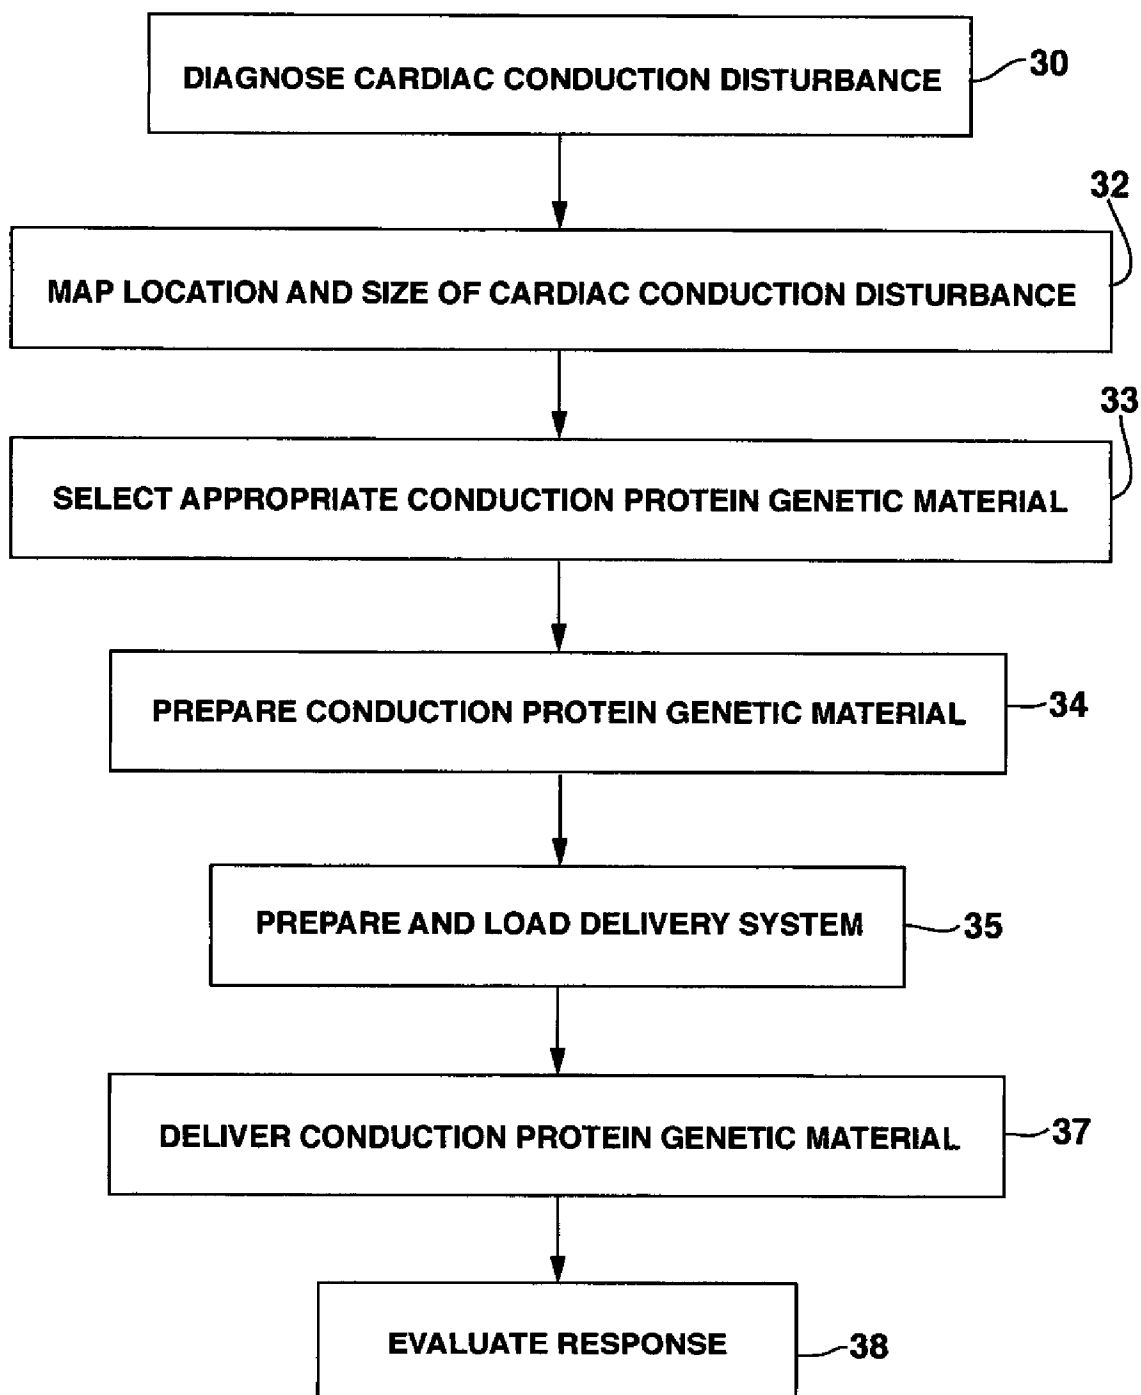 DIAGNOSE CARDIAC CONDUCTION DISTURBANCE
30
32
MAP LOCATION AND SIZE OF CARDIAC CONDUCTION DISTURBANCE
33
SELECT APPROPRIATE CONDUCTION PROTEIN GENETIC MATERIAL
PREPARE CONDUCTION PROTEIN GENETIC MATERIAL
34
PREPARE AND LOAD DELIVERY SYSTEM
35
DELIVER CONDUCTION PROTEIN GENETIC MATERIAL
37
EVALUATE RESPONSE
38